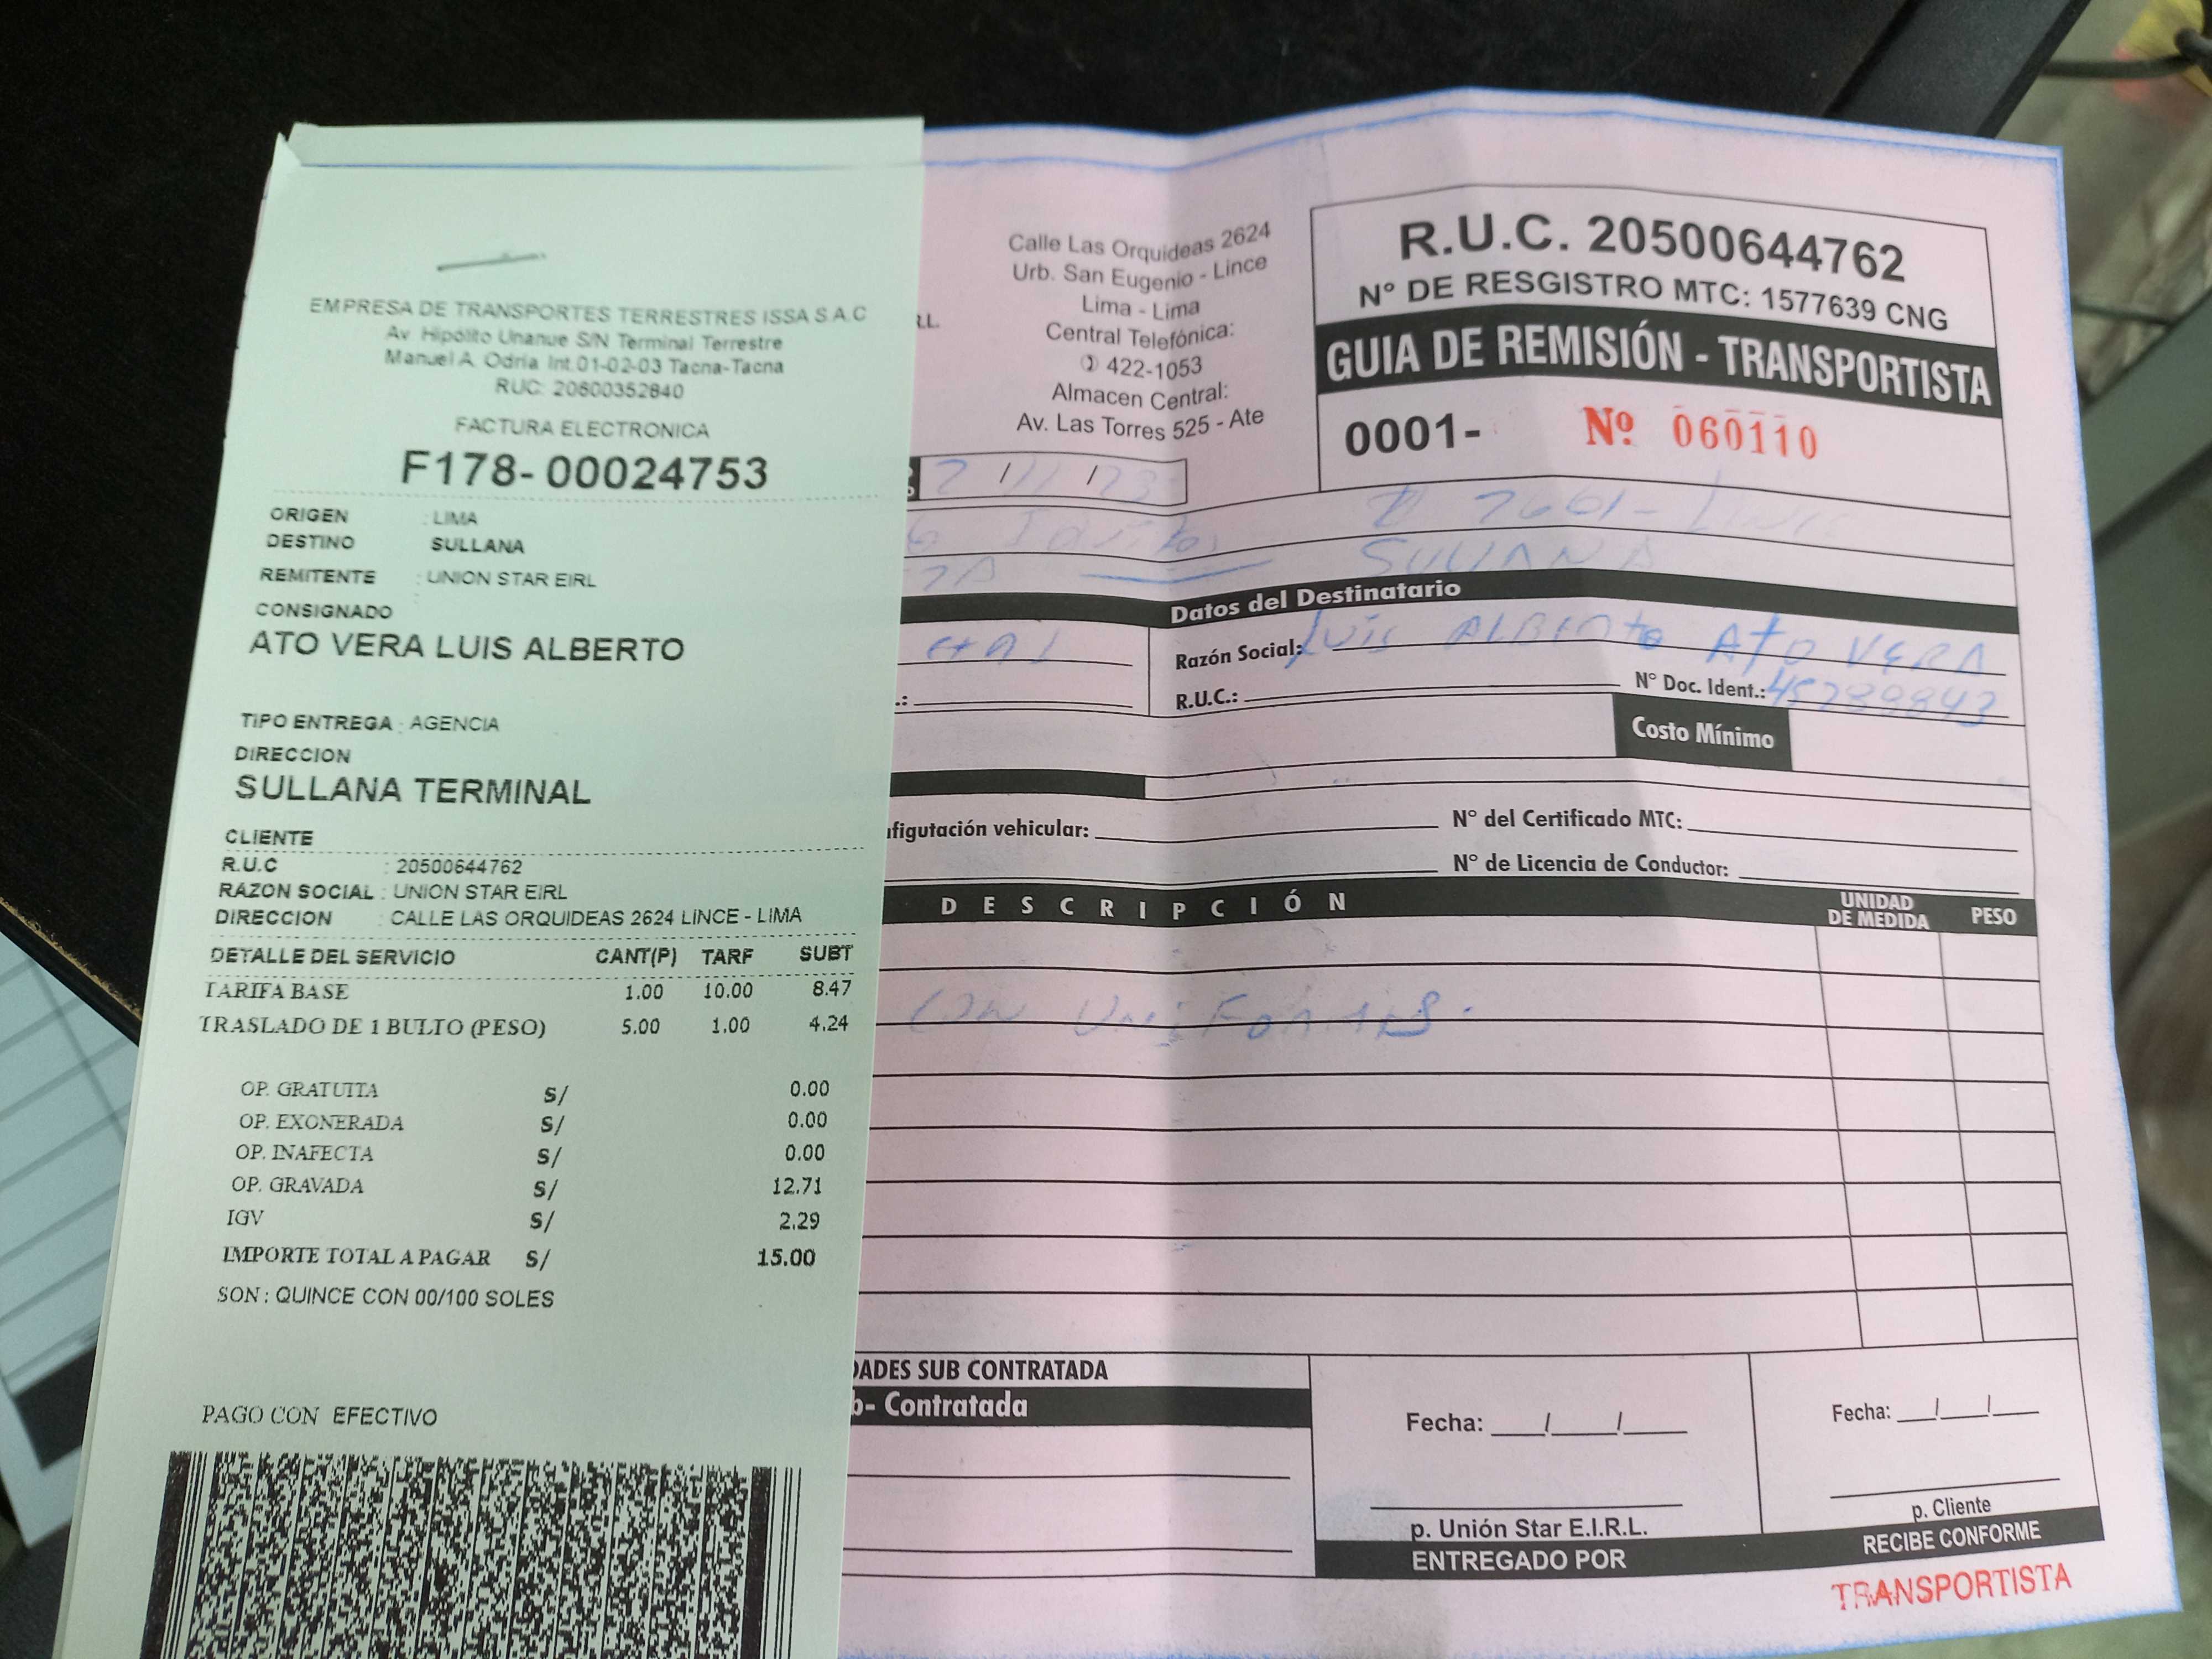 EMPRESA DE TRANSPORTES TERRESTRES ISSA S.A.C
Av. Hipólito Unanue S/N Terminal Terrestre
Manuel A. Odria Int.01-02-03 Tacna-Tacna
RUC: 20600352840
FACTURA ELECTRONICA
F178-00024753
ORIGEN : LIMA
DESTINO SULLANA
REMITENTE : UNION STAR EIRL
CONSIGNADO
ATO VERA LUIS ALBERTO
TIPO ENTREGA : AGENCIA
DIRECCION
SULLANA TERMINAL
CLIENTE
R.U.C : 20500644762
RAZON SOCIAL : UNION STAR EIRL
DIRECCION : CALLE LAS ORQUIDEAS 2624 LINCE - LIMA
DETALLE DEL SERVICIO CANT(P) TARF SUBT
TARIFA BASE 1.00 10.00 8.47
TRASLADO DE 1 BULTO (PESO) 5.00 1.00 4.24
OP. GRATUITA S/ 0.00
OP. EXONERADA S/ 0.00
OP. INAFECTA S/ 0.00
OP. GRAVADA S/ 12.71
IGV S/ 2.29
IMPORTE TOTAL A PAGAR S/ 15.00
SON : QUINCE CON 00/100 SOLES
PAGO CON EFECTIVO
R.L.
Calle Las Orquideas 2624
Urb. San Eugenio - Lince
Lima - Lima
Central Telefónica:
422-1053
Almacen Central:
Av. Las Torres 525 - Ate
R.U.C. 20500644762
Nº DE RESGISTRO MTC: 1577639 CNG
GUIA DE REMISIÓN - TRANSPORTISTA
0001- Nº 060110
SULLANA
Datos del Destinatario
Razón Social: Luis ALBERTO ATO VERA
R.U.C.: N° Doc. Ident.: 45789843
Costo Mínimo
figutación vehicular: N° del Certificado MTC:
N° de Licencia de Conductor:
DESCRIPCIÓN UNIDAD DE MEDIDA PESO
CON UNIFORMES.
DADES SUB CONTRATADA
b- Contratada
Fecha: / / Fecha: / /
p. Unión Star E.I.R.L. p. Cliente
ENTREGADO POR RECIBE CONFORME
TRANSPORTISTA